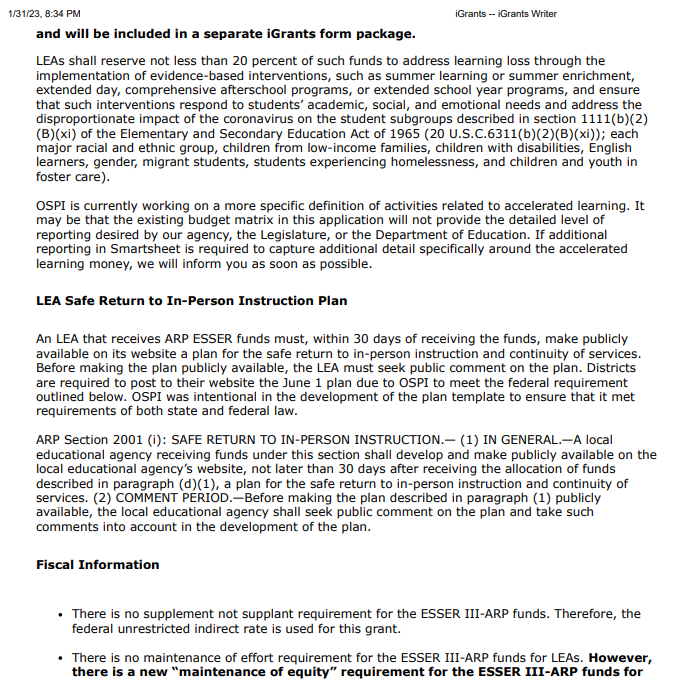 1/31/23, 8:34 PM
iGrants -- iGrants Writer
and will be included in a separate iGrants form package.
LEAs shall reserve not less than 20 percent of such funds to address learning loss through the
implementation of evidence-based interventions, such as summer learning or summer enrichment,
extended day, comprehensive afterschool programs, or extended school year programs, and ensure
that such interventions respond to students’ academic, social, and emotional needs and address the
disproportionate impact of the coronavirus on the student subgroups described in section 1111(b)(2)
(B)(xi) of the Elementary and Secondary Education Act of 1965 (20 U.S.C.6311(b)(2)(B)(xi)); each
major racial and ethnic group, children from low-income families, children with disabilities, English
learners, gender, migrant students, students experiencing homelessness, and children and youth in
foster care).
OSPI is currently working on a more specific definition of activities related to accelerated learning. It
may be that the existing budget matrix in this application will not provide the detailed level of
reporting desired by our agency, the Legislature, or the Department of Education. If additional
reporting in Smartsheet is required to capture additional detail specifically around the accelerated
learning money, we will inform you as soon as possible.
LEA Safe Return to In-Person Instruction Plan
An LEA that receives ARP ESSER funds must, within 30 days of receiving the funds, make publicly
available on its website a plan for the safe return to in-person instruction and continuity of services.
Before making the plan publicly available, the LEA must seek public comment on the plan. Districts
are required to post to their website the June 1 plan due to OSPI to meet the federal requirement
outlined below. OSPI was intentional in the development of the plan template to ensure that it met
requirements of both state and federal law.
ARP Section 2001 (i): SAFE RETURN TO IN-PERSON INSTRUCTION.— (1) IN GENERAL.—A local
educational agency receiving funds under this section shall develop and make publicly available on the
local educational agency’s website, not later than 30 days after receiving the allocation of funds
described in paragraph (d)(1), a plan for the safe return to in-person instruction and continuity of
services. (2) COMMENT PERIOD.—Before making the plan described in paragraph (1) publicly
available, the local educational agency shall seek public comment on the plan and take such
comments into account in the development of the plan.
Fiscal Information
• There is no supplement not supplant requirement for the ESSER III-ARP funds. Therefore, the
federal unrestricted indirect rate is used for this grant.
• There is no maintenance of effort requirement for the ESSER III-ARP funds for LEAs. However,
there is a new “maintenance of equity” requirement for the ESSER III-ARP funds for